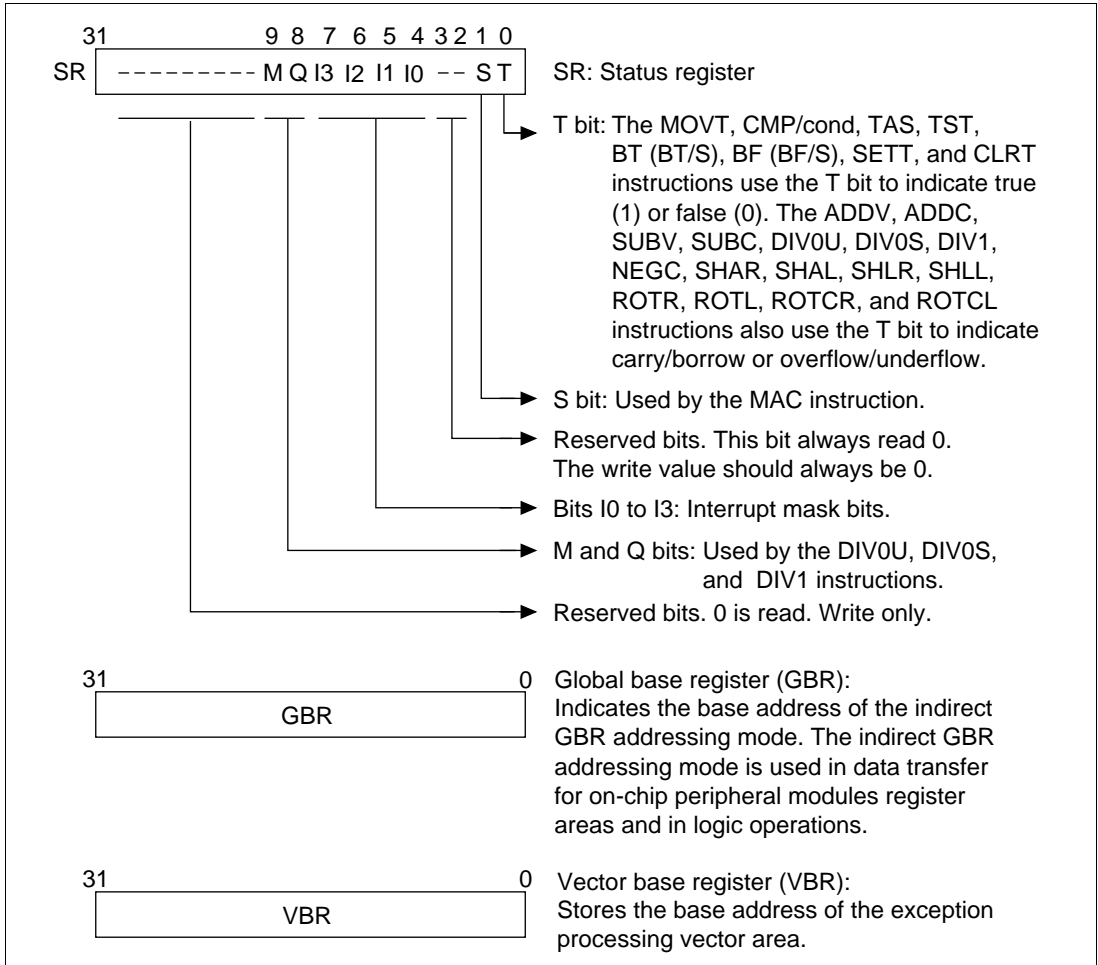 31 9 8 7 6 5 4 3 2 1 0
SR --------- M Q I3 I2 I1 I0 -- S T SR: Status register
T bit: The MOVT, CMP/cond, TAS, TST,
BT (BT/S), BF (BF/S), SETT, and CLRT
instructions use the T bit to indicate true
(1) or false (0). The ADDV, ADDC,
SUBV, SUBC, DIV0U, DIV0S, DIV1,
NEGC, SHAR, SHAL, SHLR, SHLL,
ROTR, ROTL, ROTCR, and ROTCL
instructions also use the T bit to indicate
carry/borrow or overflow/underflow.
S bit: Used by the MAC instruction.
Reserved bits. This bit always read 0.
The write value should always be 0.
Bits I0 to I3: Interrupt mask bits.
M and Q bits: Used by the DIV0U, DIV0S,
and DIV1 instructions.
Reserved bits. 0 is read. Write only.
31 0 Global base register (GBR):
GBR Indicates the base address of the indirect
GBR addressing mode. The indirect GBR
addressing mode is used in data transfer
for on-chip peripheral modules register
areas and in logic operations.
31 0 Vector base register (VBR):
VBR Stores the base address of the exception
processing vector area.